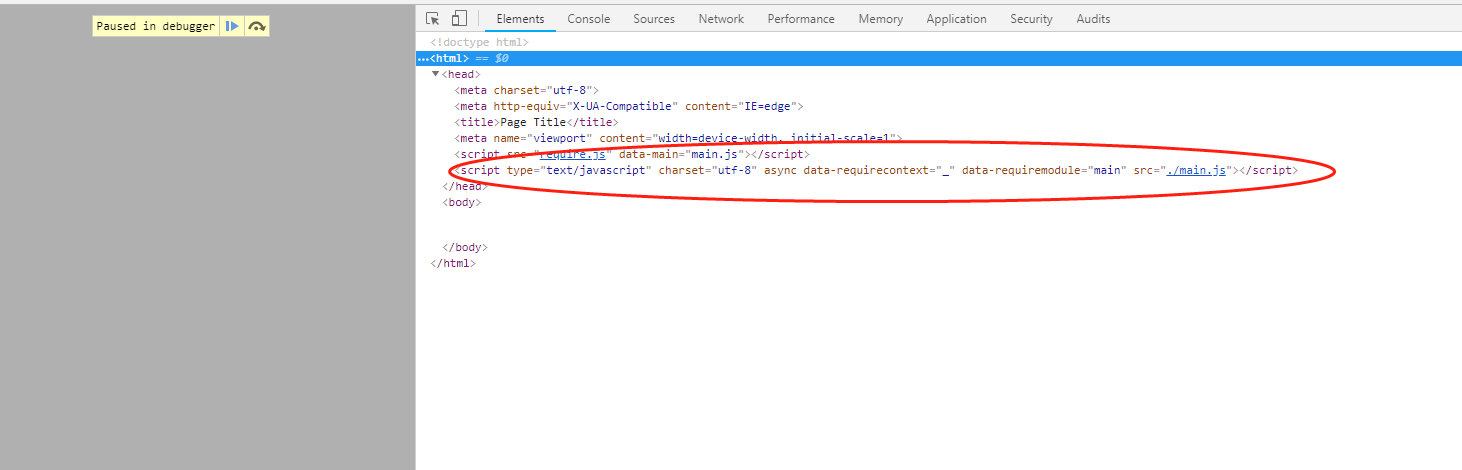 Paused in debugger
Elements Console Sources Network Performance Memory Application Security Audits
<!doctype html>
…<html> == $0
<head>
<meta charset="utf-8">
<meta http-equiv="X-UA-Compatible" content="IE=edge">
<title>Page Title</title>
<meta name="viewport" content="width=device-width, initial-scale=1">
<script src="require.js" data-main="main.js"></script>
<script type="text/javascript" charset="utf-8" async data-requirecontext="_" data-requiremodule="main" src="./main.js"></script>
</head>
<body>
</body>
</html>